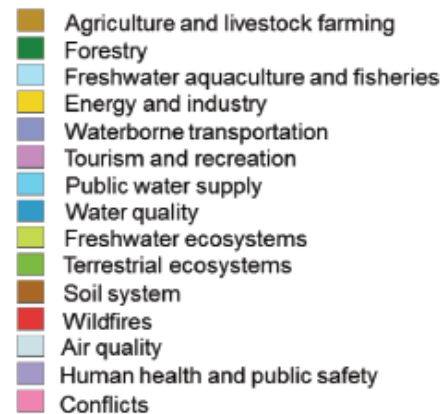 Agriculture and livestock farming
Forestry
Freshwater aquaculture and fisheries
Energy and industry
Waterborne transportation
Tourism and recreation
Public water supply
Water quality
Freshwater ecosystems
Terrestrial ecosystems
Soil system
Wildfires
Air quality
Human health and public safety
Conflicts